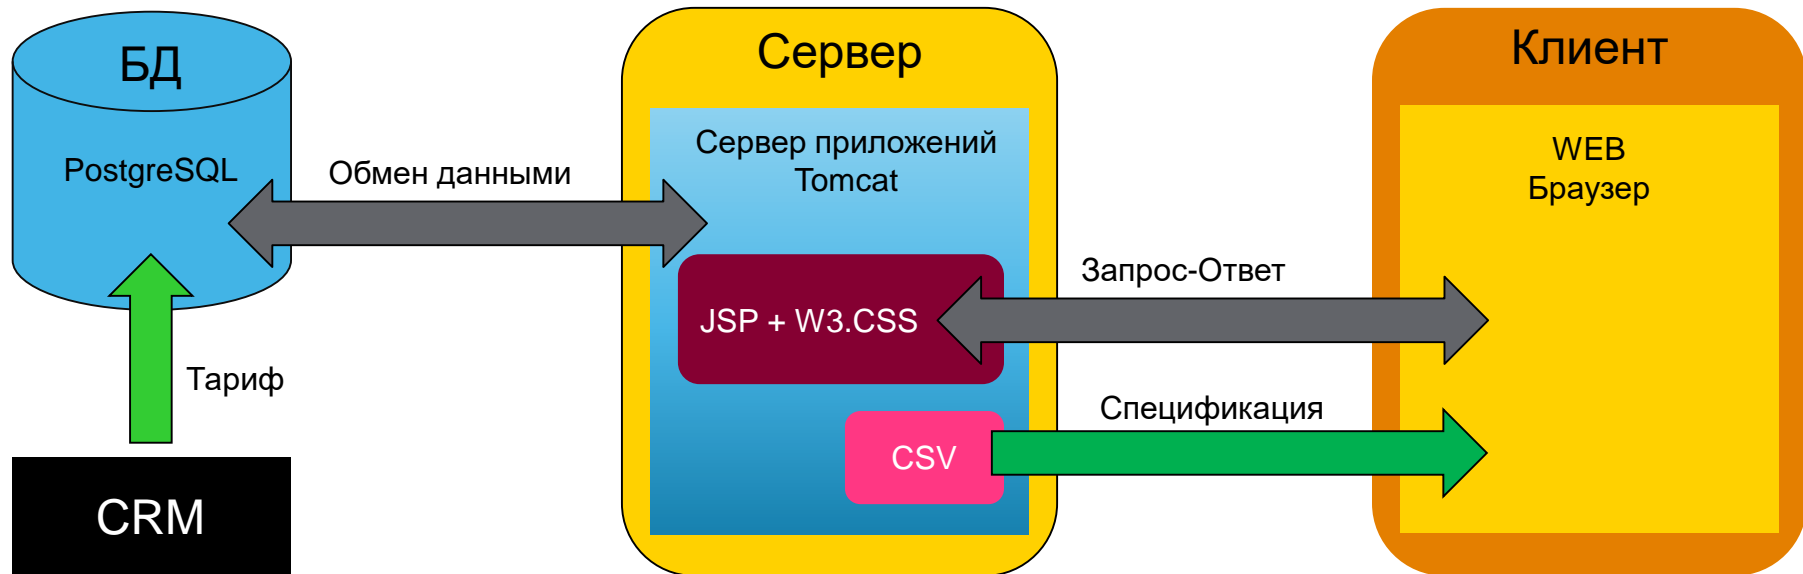 БД
PostgreSQL
Обмен данными
Тариф
CRM
Сервер
Сервер приложений
Tomcat
JSP + W3.CSS
CSV
Запрос-Ответ
Спецификация
Клиент
WEB
Браузер